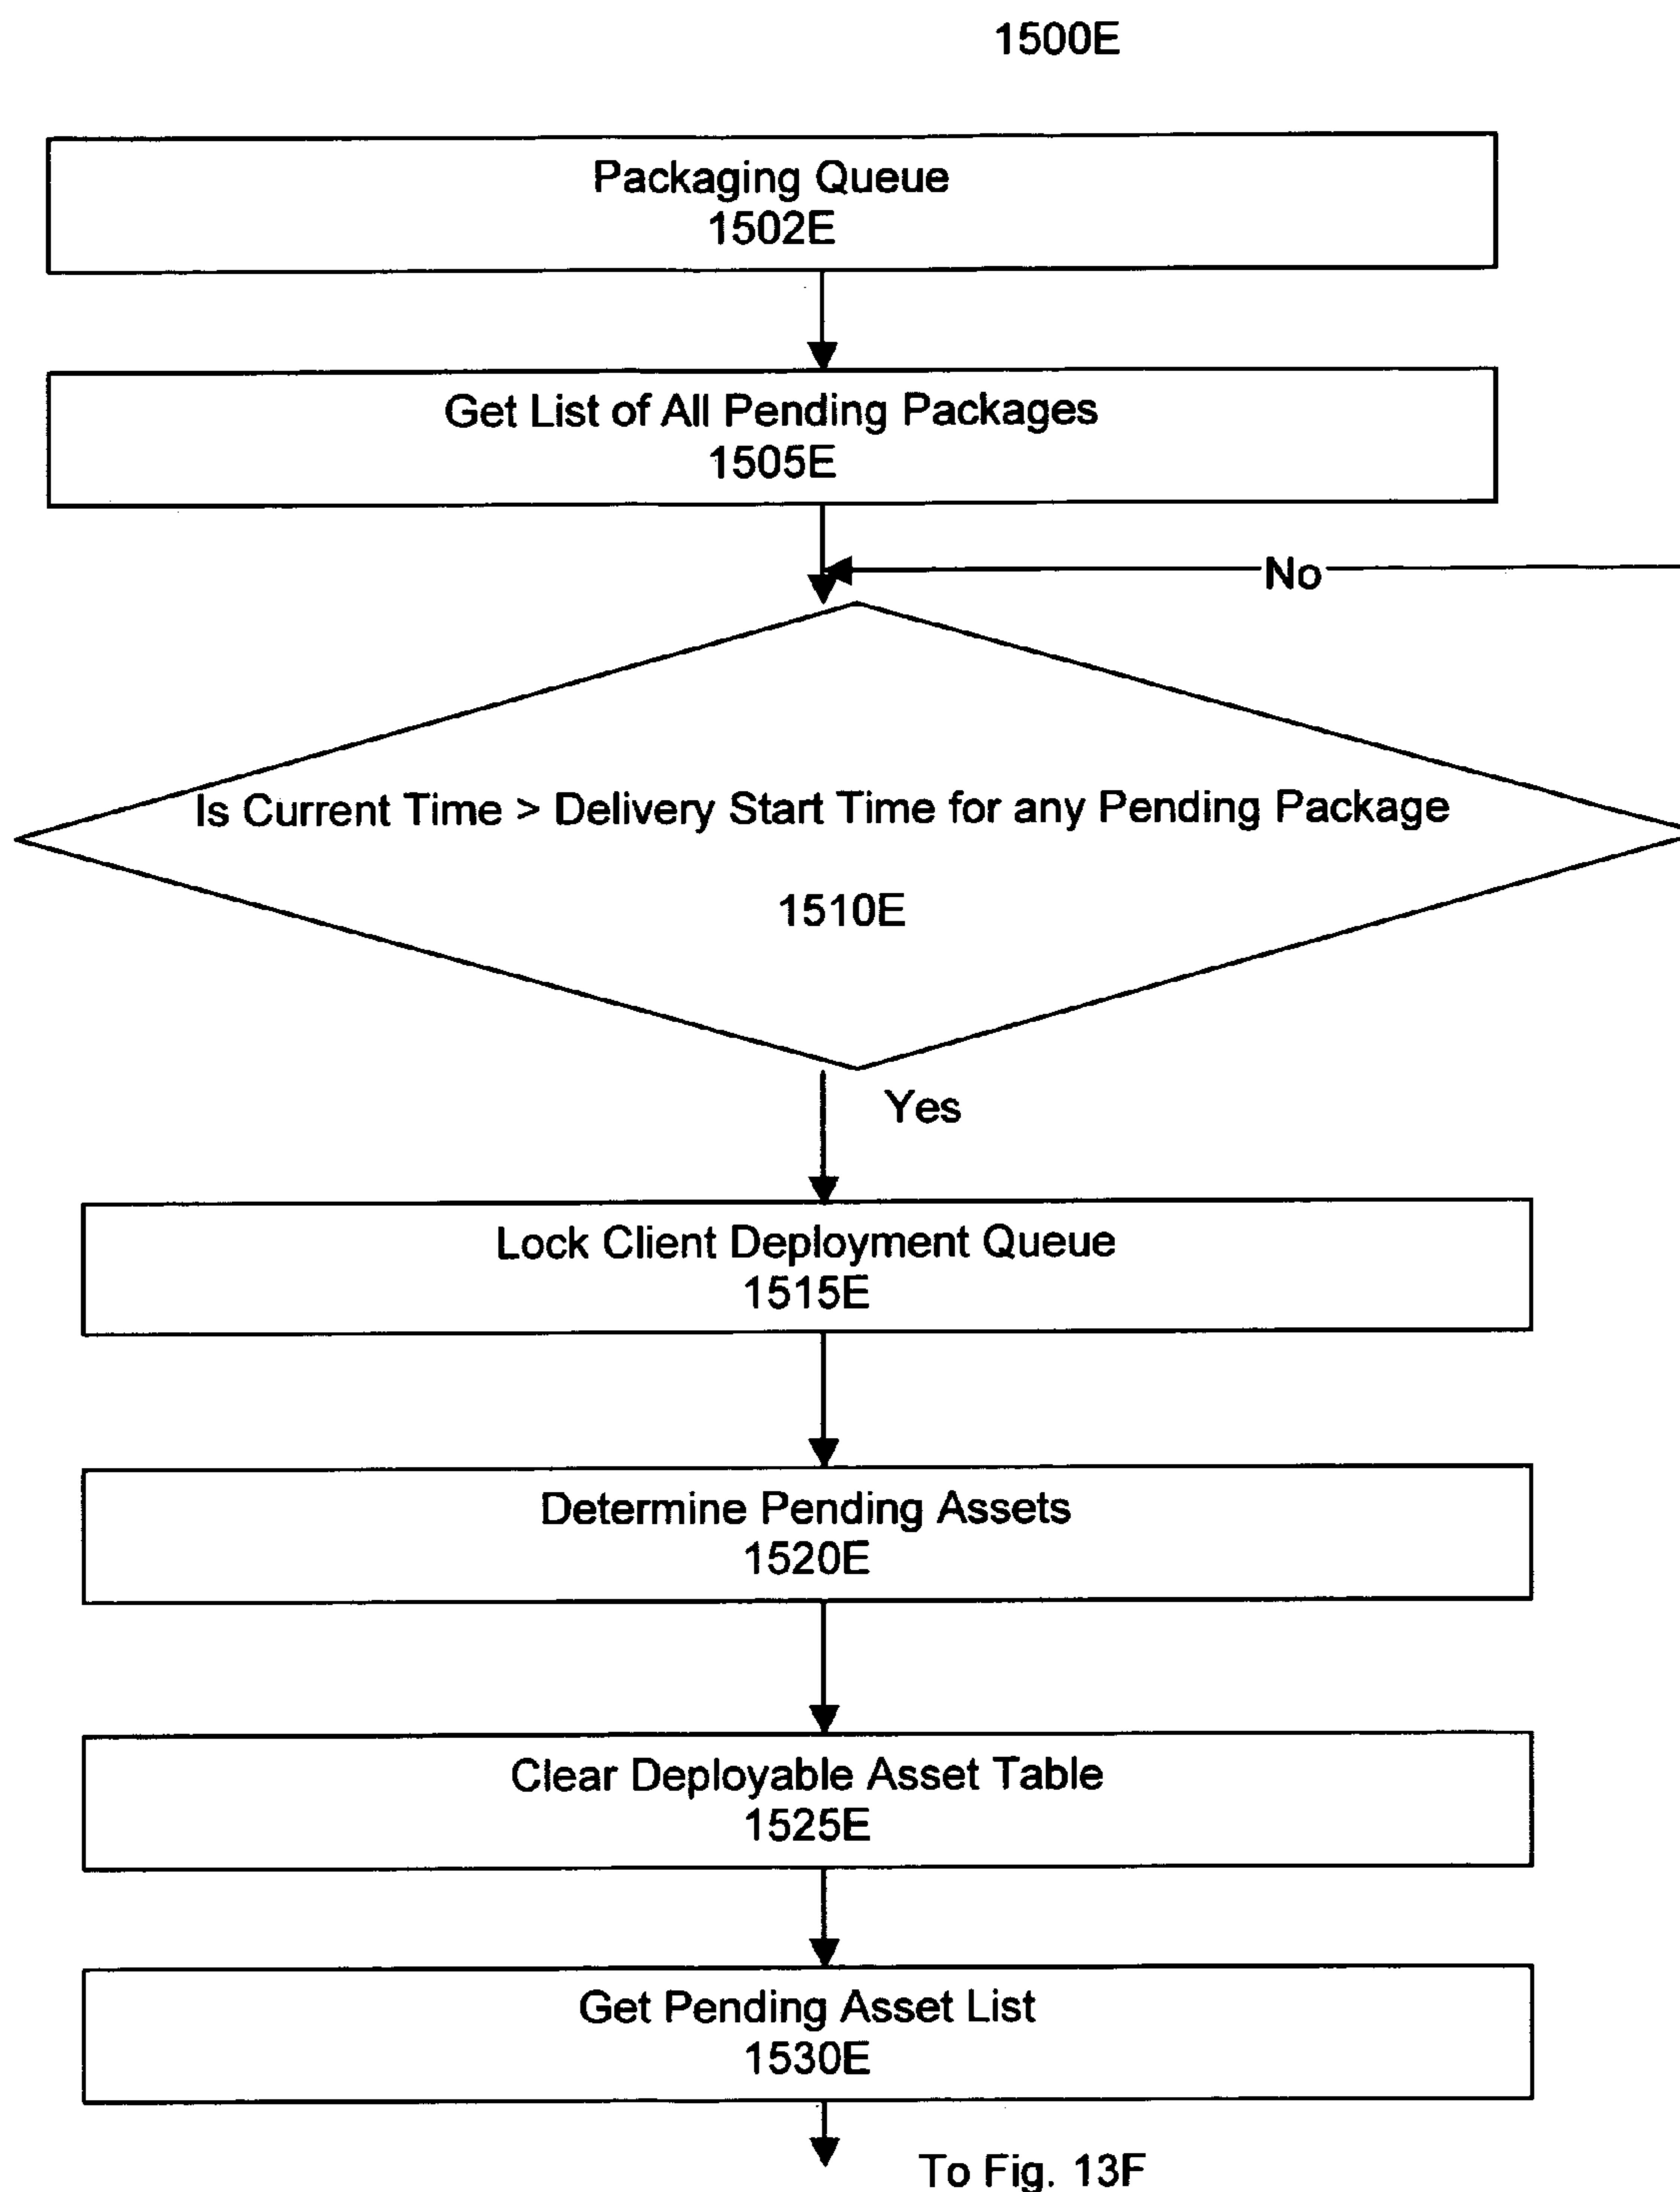 1500E
Packaging Queue
1502E
Get List of All Pending Packages
1505E
No
Is Current Time > Delivery Start Time for any Pending Package
1510E
Yes
Lock Client Deployment Queue
1515E
Determine Pending Assets
1520E
Clear Deployable Asset Table
1525E
Get Pending Asset List
1530E
To Fig. 13F